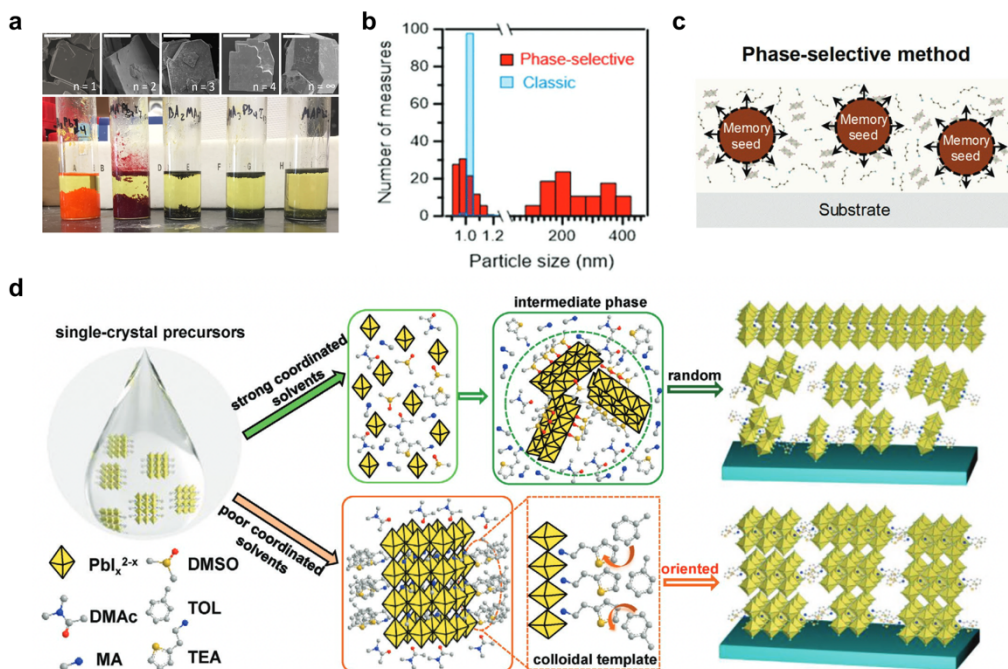 a
n = 1
n = 2
n = 3
n = 4
n = ∞
A
B
D
E
F
G
H
b
Number of measures
100
80
60
40
20
0
Phase-selective
Classic
1.0 1.2 200 400
Particle size (nm)
c
Phase-selective method
Memory
seed
Memory
seed
Memory
seed
Substrate
d
single-crystal precursors
strong coordinated
solvents
poor coordinated
solvents
intermediate phase
random
oriented
colloidal template
PbIₓ²⁻ˣ
DMSO
DMAc
TOL
MA
TEA